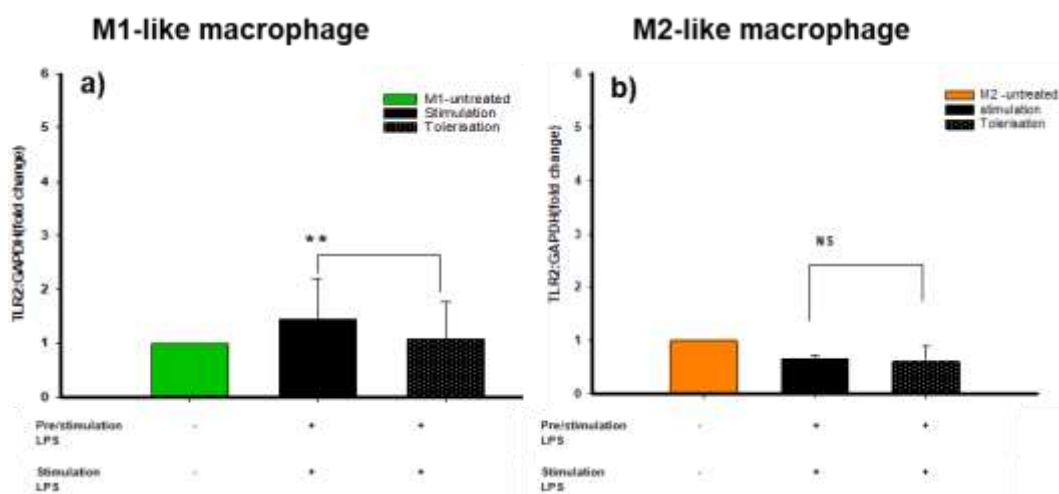 M1-like macrophage
M2-like macrophage
a)
M1-untreated
Stimulation
Tolerisation
TLR2:GAPDH(fold change)
6
5
4
3
2
1
0
**
Pre/stimulation - + +
LPS
Stimulation - + +
LPS
b)
M2 -untreated
stimulation
Tolerisation
TLR2:GAPDH(fold change)
6
5
4
3
2
1
0
NS
Pre/stimulation - + +
LPS
Stimulation - + +
LPS